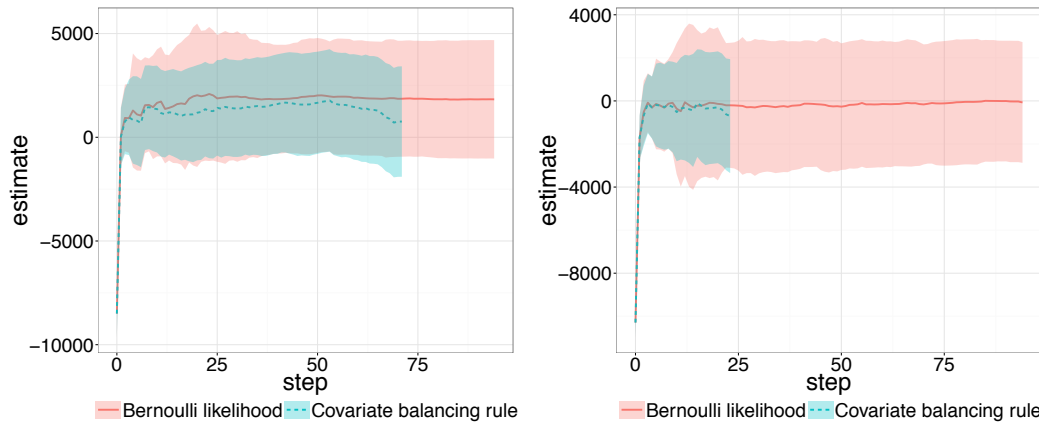 5000
0
−5000
−10000
estimate
0
25
50
75
step
Bernoulli likelihood
Covariate balancing rule
4000
0
−4000
−8000
estimate
0
25
50
75
step
Bernoulli likelihood
Covariate balancing rule